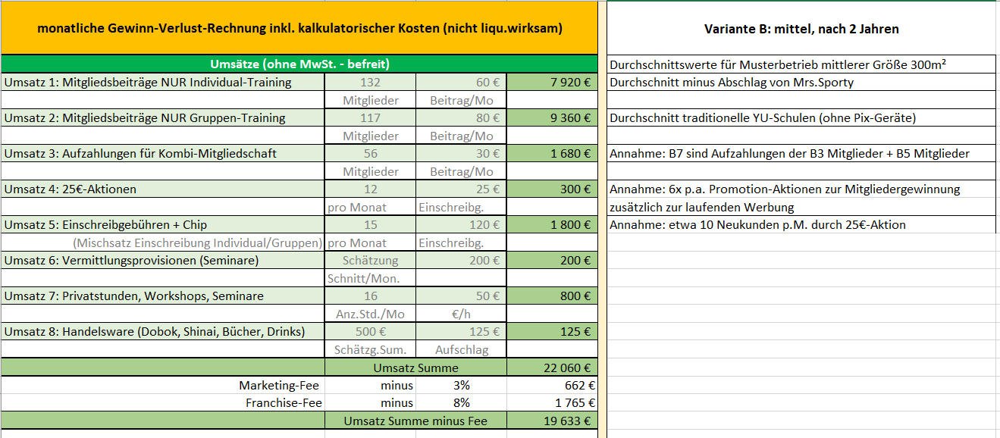 monatliche Gewinn-Verlust-Rechnung inkl. kalkulatorischer Kosten (nicht liqu.wirksam) Variante B: mittel, nach 2 Jahren
Umsätze (ohne MwSt. - befreit) Durchschnittswerte für Musterbetrieb mittlerer Größe 300m²
Umsatz 1: Mitgliedsbeiträge NUR Individual-Training 132 60 € 7 920 € Durchschnitt minus Abschlag von Mrs.Sporty
Mitglieder Beitrag/Mo
Umsatz 2: Mitgliedsbeiträge NUR Gruppen-Training 117 80 € 9 360 € Durchschnitt traditionelle YU-Schulen (ohne Pix-Geräte)
Mitglieder Beitrag/Mo
Umsatz 3: Aufzahlungen für Kombi-Mitgliedschaft 56 30 € 1 680 € Annahme: B7 sind Aufzahlungen der B3 Mitglieder + B5 Mitglieder
Mitglieder Beitrag/Mo
Umsatz 4: 25€-Aktionen 12 25 € 300 € Annahme: 6x p.a. Promotion-Aktionen zur Mitgliedergewinnung
pro Monat Einschreibg. zusätzlich zur laufenden Werbung
Umsatz 5: Einschreibgebühren + Chip 15 120 € 1 800 € Annahme: etwa 10 Neukunden p.M. durch 25€-Aktion
(Mischsatz Einschreibung Individual/Gruppen) pro Monat Einschreibg.
Umsatz 6: Vermittlungsprovisionen (Seminare) Schätzung 200 € 200 €
Schnitt/Mon.
Umsatz 7: Privatstunden, Workshops, Seminare 16 50 € 800 €
Anz.Std./Mo €/h
Umsatz 8: Handelsware (Dobok, Shinai, Bücher, Drinks) 500 € 125 € 125 €
Schätzg.Sum. Aufschlag
Umsatz Summe 22 060 €
Marketing-Fee minus 3% 662 €
Franchise-Fee minus 8% 1 765 €
Umsatz Summe minus Fee 19 633 €